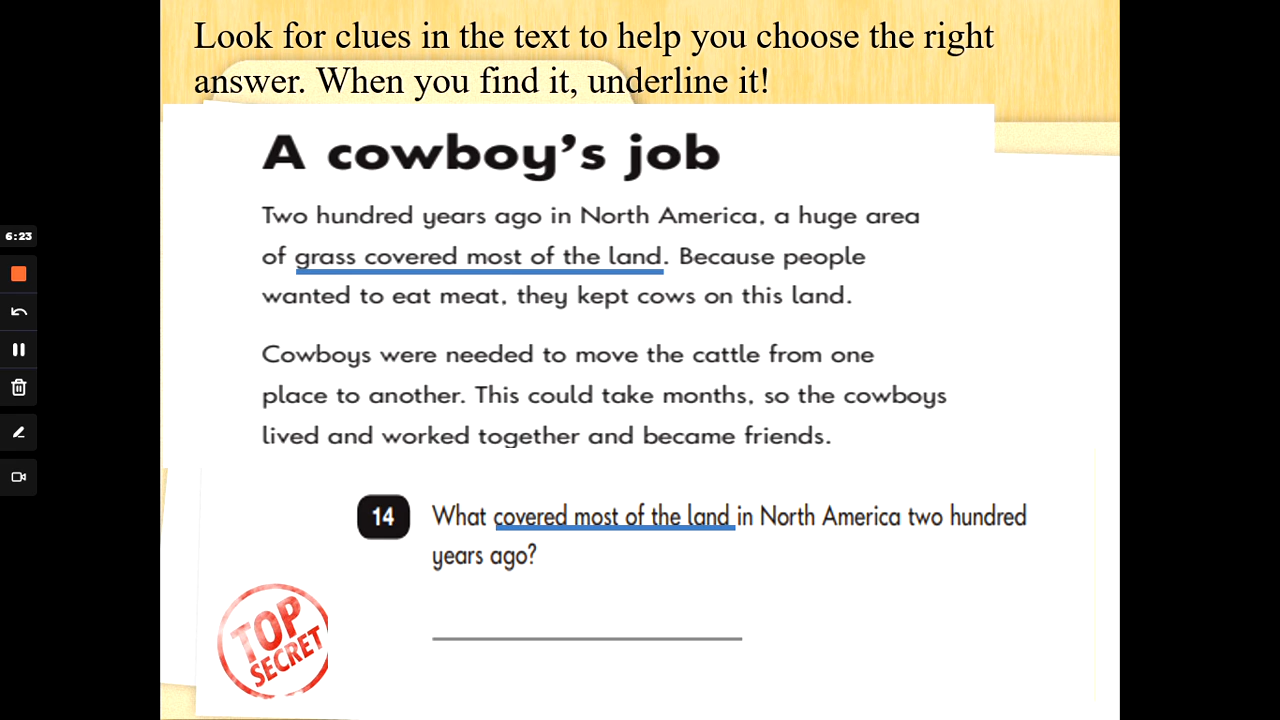 Look for clues in the text to help you choose the right
answer. When you find it, underline it!
A cowboy's job
Two hundred years ago in North America, a huge area
of grass covered most of the land. Because people
wanted to eat meat, they kept cows on this land.
Cowboys were needed to move the cattle from one
place to another. This could take months, so the cowboys
lived and worked together and became friends.
6:23
14 What covered most of the land in North America two hundred
years ago?
TOP
SECRET